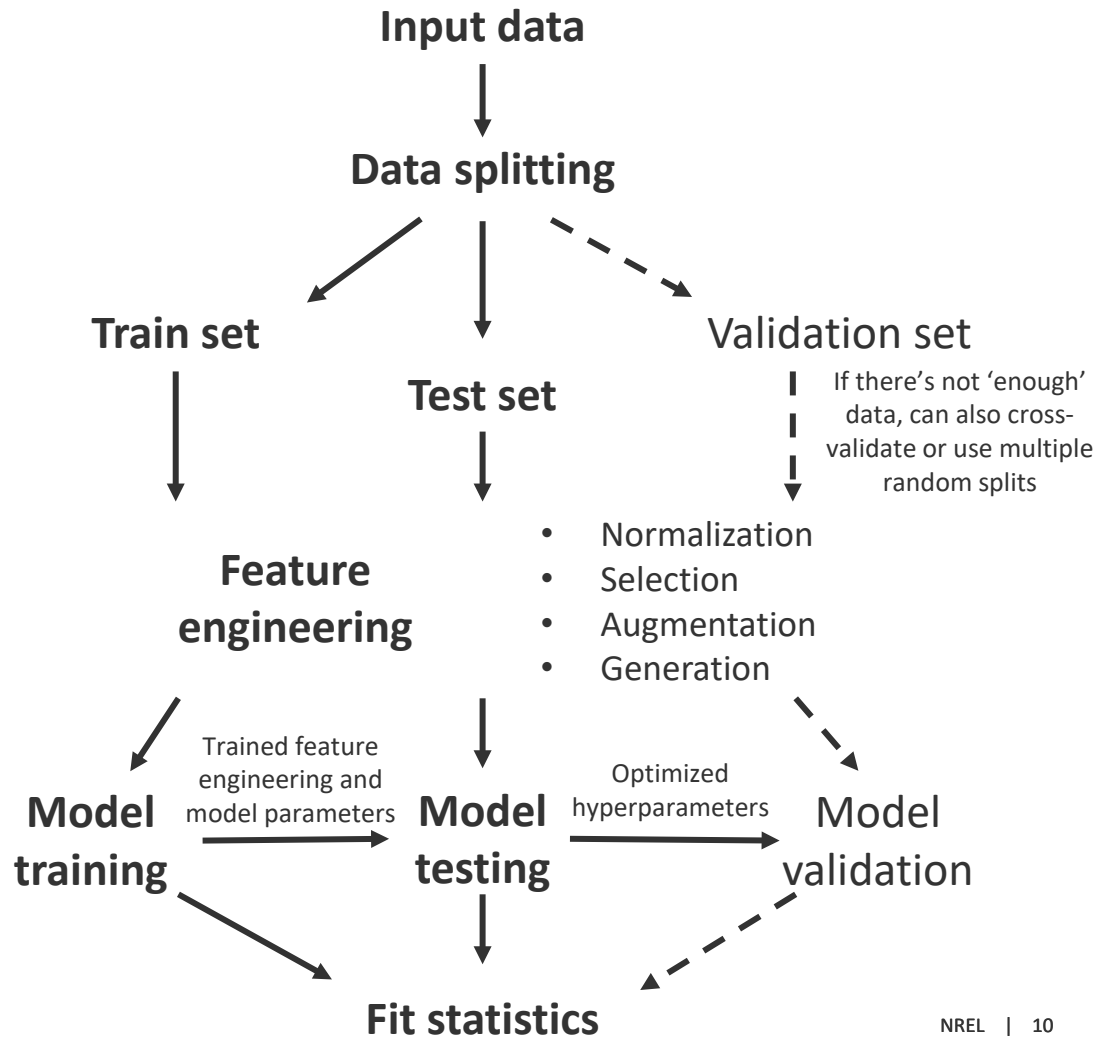 Input data
Data splitting
Train set
Validation set
Test set
If there’s not ‘enough’
data, can also cross-
validate or use multiple
random splits
Feature
engineering
• Normalization
• Selection
• Augmentation
• Generation
Trained feature
engineering and
model parameters
Optimized
hyperparameters
Model
training
Model
testing
Model
validation
Fit statistics
NREL | 10